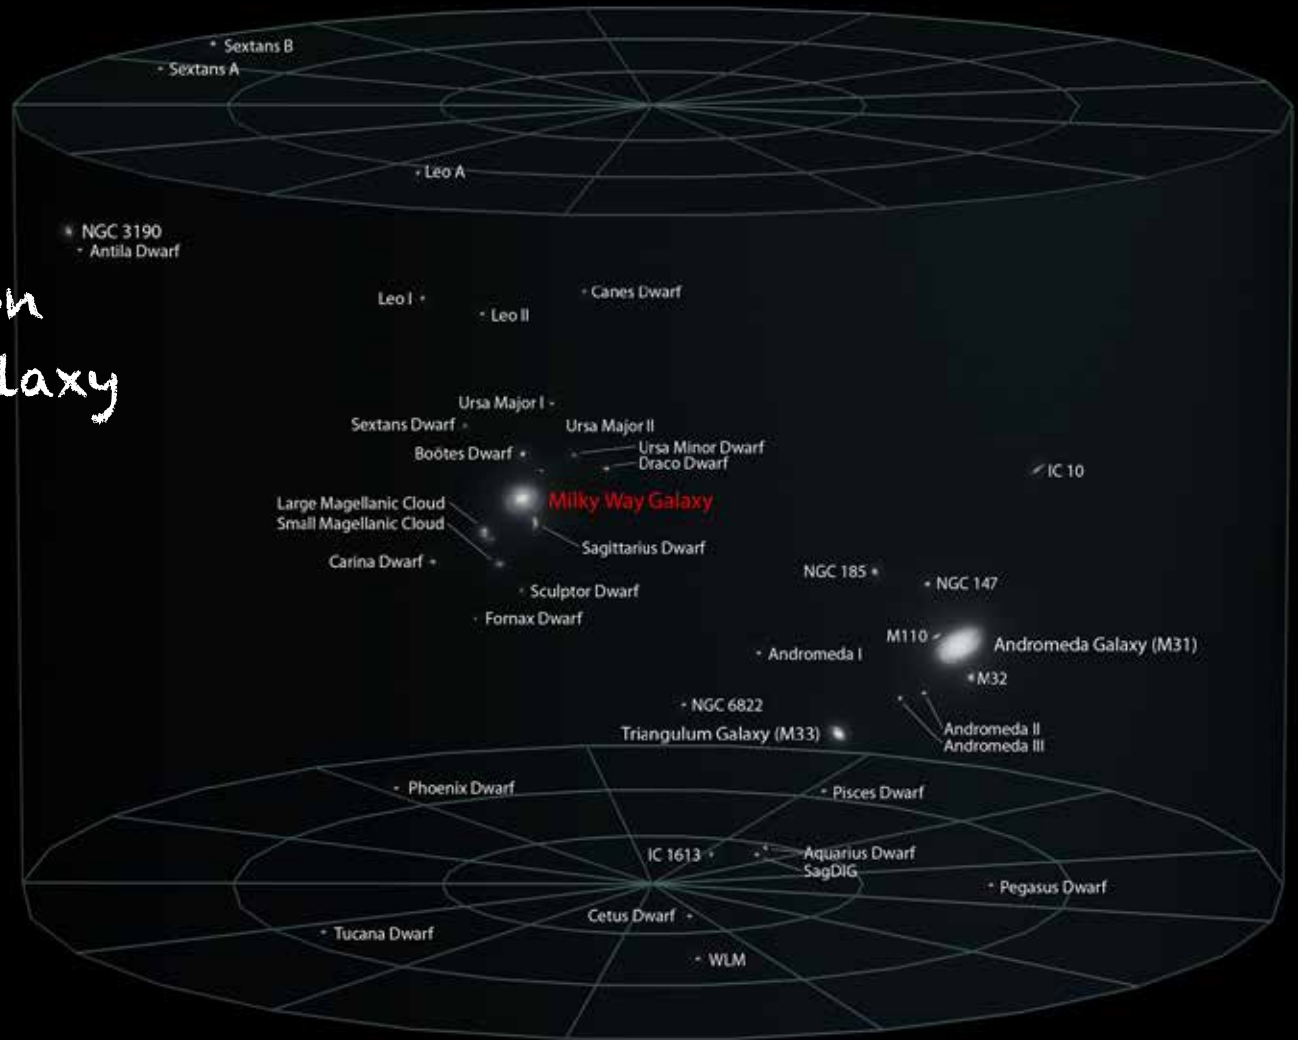 Sextans B
Sextans A
Leo A
NGC 3190
Antila Dwarf
Leo I
Leo II
Canes Dwarf
Ursa Major I
Sextans Dwarf
Ursa Major II
Boötes Dwarf
Ursa Minor Dwarf
Draco Dwarf
IC 10
Milky Way Galaxy
Large Magellanic Cloud
Small Magellanic Cloud
Sagittarius Dwarf
Carina Dwarf
NGC 185
NGC 147
Sculptor Dwarf
Fornax Dwarf
M110
Andromeda Galaxy (M31)
Andromeda I
M32
NGC 6822
Triangulum Galaxy (M33)
Andromeda II
Andromeda III
Phoenix Dwarf
Pisces Dwarf
IC 1613
Aquarius Dwarf
SagDIG
Pegasus Dwarf
Cetus Dwarf
Tucana Dwarf
WLM